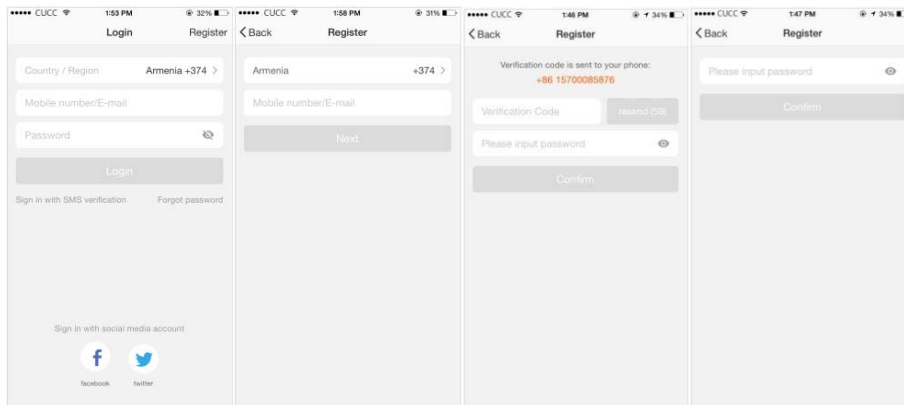 CUCC 1:53 PM 32%
Login Register
Country / Region Armenia +374 >
Mobile number/E-mail
Password
Login
Sign in with SMS verification Forgot password
Sign in with social media account
f
facebook twitter
CUCC 1:58 PM 31%
< Back Register
Armenia +374 >
Mobile number/E-mail
Next
CUCC 1:46 PM 34%
< Back Register
Verification code is sent to your phone:
+86 15700085876
Verification Code resend (59)
Please input password
Confirm
CUCC 1:47 PM 34%
< Back Register
Please input password
Confirm